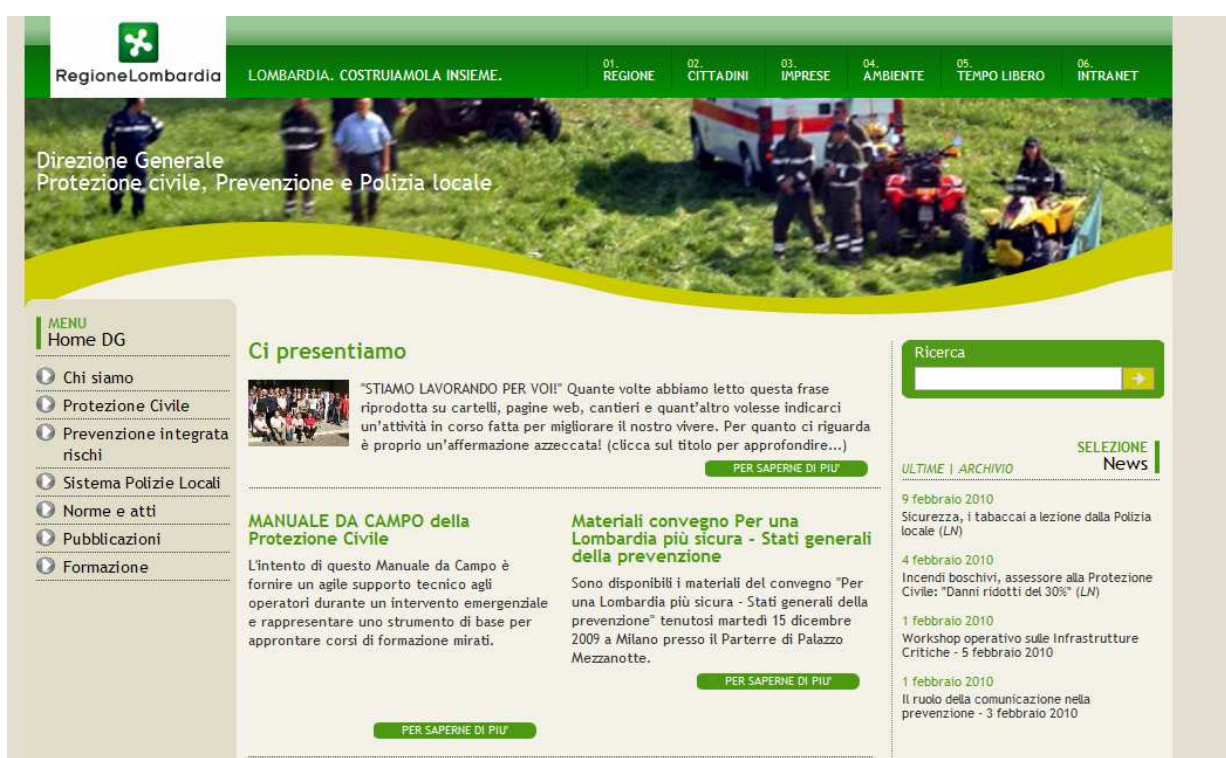 RegioneLombardia
LOMBARDIA. COSTRUIAMOLA INSIEME.
01.
REGIONE
02.
CITTADINI
03.
IMPRESE
04.
AMBIENTE
05.
TEMPO LIBERO
06.
INTRANET
Direzione Generale
Protezione civile, Prevenzione e Polizia locale
MENU
Home DG
Chi siamo
Protezione Civile
Prevenzione integrata
rischi
Sistema Polizie Locali
Norme e atti
Pubblicazioni
Formazione
Ci presentiamo
"STIAMO LAVORANDO PER VOI!" Quante volte abbiamo letto questa frase
riprodotta su cartelli, pagine web, cantieri e quant'altro volesse indicarci
un'attività in corso fatta per migliorare il nostro vivere. Per quanto ci riguarda
è proprio un'affermazione azzeccata! (clicca sul titolo per approfondire...)
PER SAPERNE DI PIU'
MANUALE DA CAMPO della
Protezione Civile
L'intento di questo Manuale da Campo è
fornire un agile supporto tecnico agli
operatori durante un intervento emergenziale
e rappresentare uno strumento di base per
approntare corsi di formazione mirati.
PER SAPERNE DI PIU'
Materiali convegno Per una
Lombardia più sicura - Stati generali
della prevenzione
Sono disponibili i materiali del convegno "Per
una Lombardia più sicura - Stati generali della
prevenzione" tenutosi martedì 15 dicembre
2009 a Milano presso il Parterre di Palazzo
Mezzanotte.
PER SAPERNE DI PIU'
Ricerca
SELEZIONE
News
ULTIME | ARCHIVIO
9 febbraio 2010
Sicurezza, i tabaccai a lezione dalla Polizia
locale (LN)
4 febbraio 2010
Incendi boschivi, assessore alla Protezione
Civile: "Danni ridotti del 30%" (LN)
1 febbraio 2010
Workshop operativo sulle Infrastrutture
Critiche - 5 febbraio 2010
1 febbraio 2010
Il ruolo della comunicazione nella
prevenzione - 3 febbraio 2010